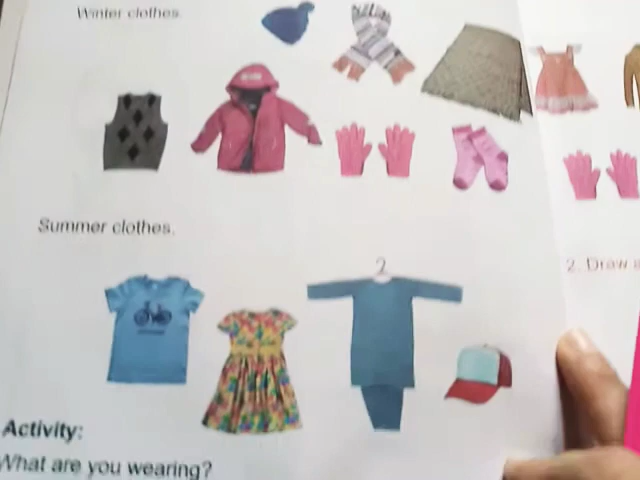 Winter clothes
Summer clothes.
2. Draw
Activity:
What are you wearing?